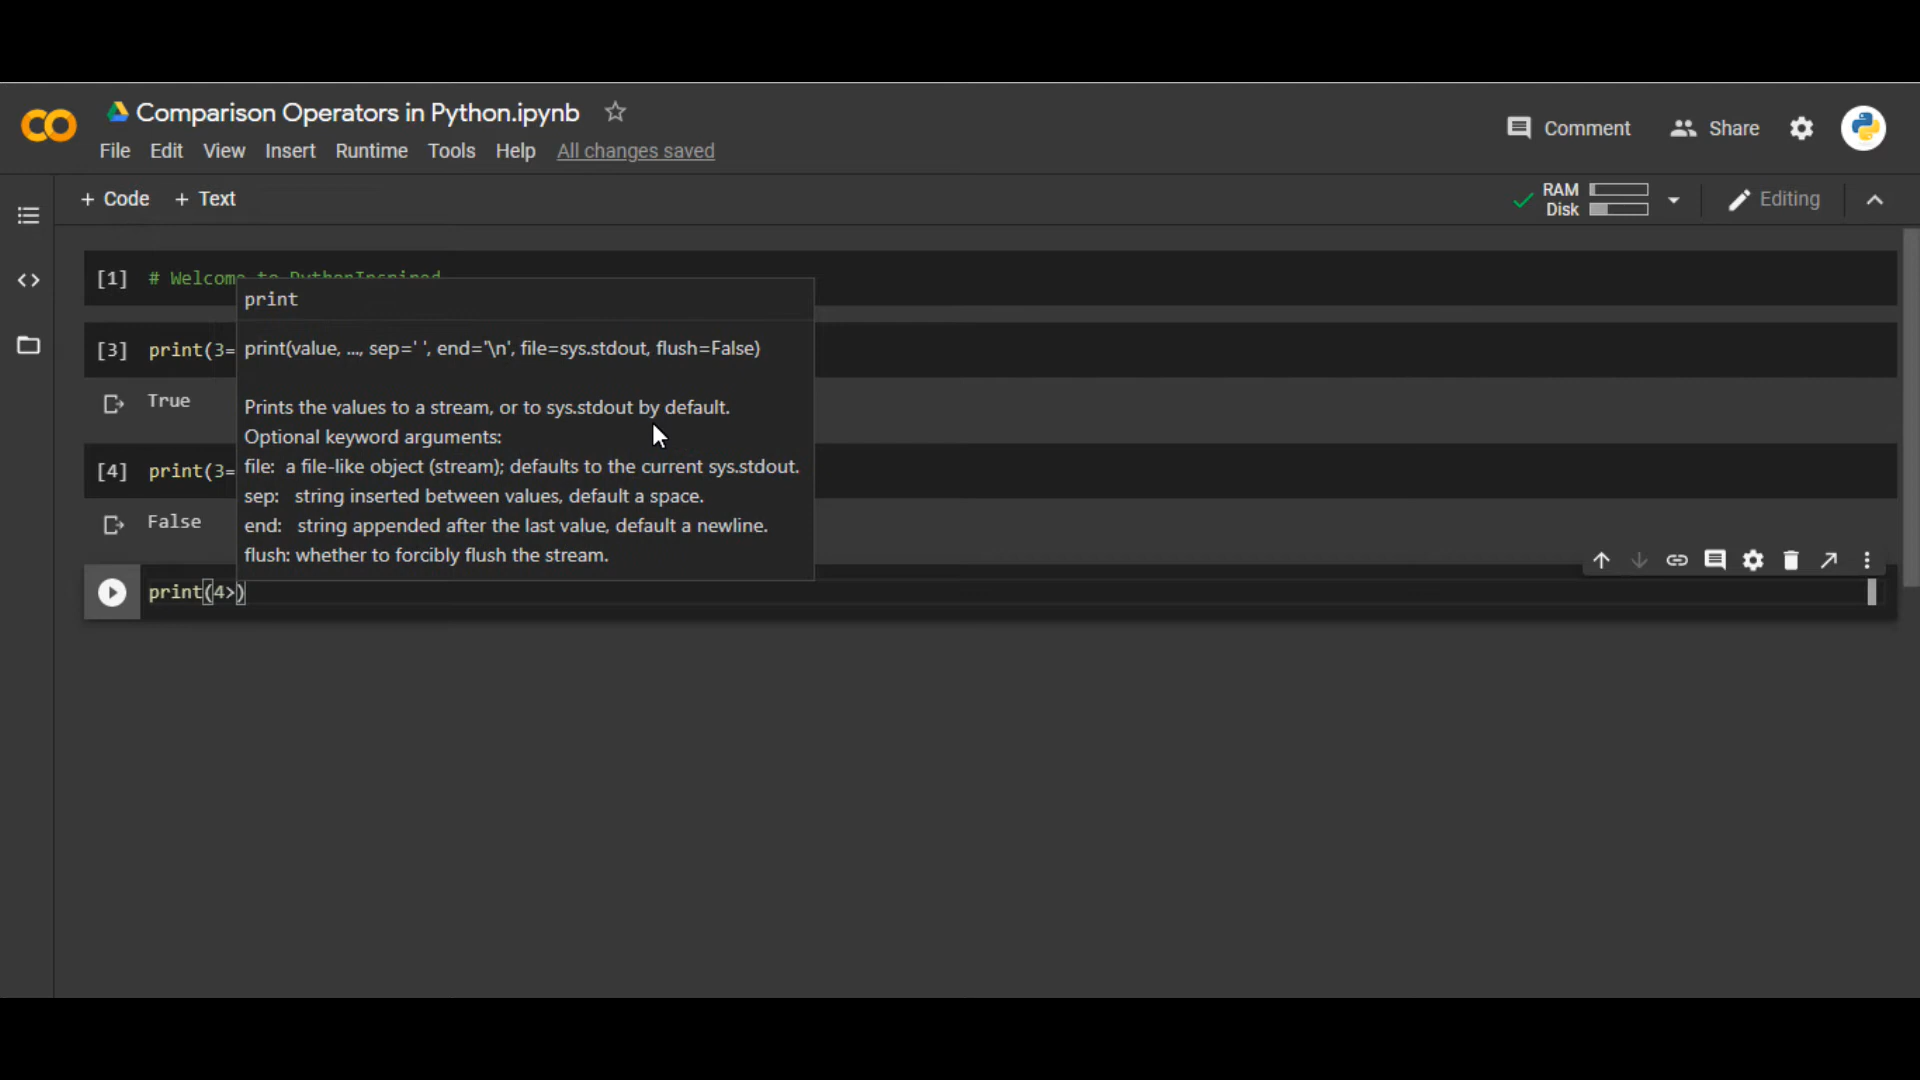 Comparison Operators in Python.ipynb
File Edit View Insert Runtime Tools Help All changes saved
Comment Share
+ Code + Text
RAM
Disk
Editing
[1] # Welcome to PythonInspired
print
[3] print(3=
print(value, ..., sep=' ', end='\n', file=sys.stdout, flush=False)
True
Prints the values to a stream, or to sys.stdout by default.
Optional keyword arguments:
file: a file-like object (stream); defaults to the current sys.stdout.
[4] print(3=
sep: string inserted between values, default a space.
False
end: string appended after the last value, default a newline.
flush: whether to forcibly flush the stream.
print(4>)